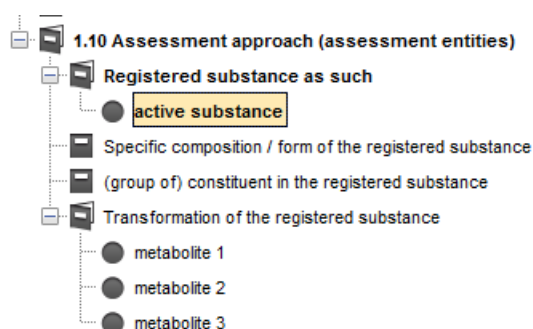 1.10 Assessment approach (assessment entities)
Registered substance as such
active substance
Specific composition / form of the registered substance
(group of) constituent in the registered substance
Transformation of the registered substance
metabolite 1
metabolite 2
metabolite 3